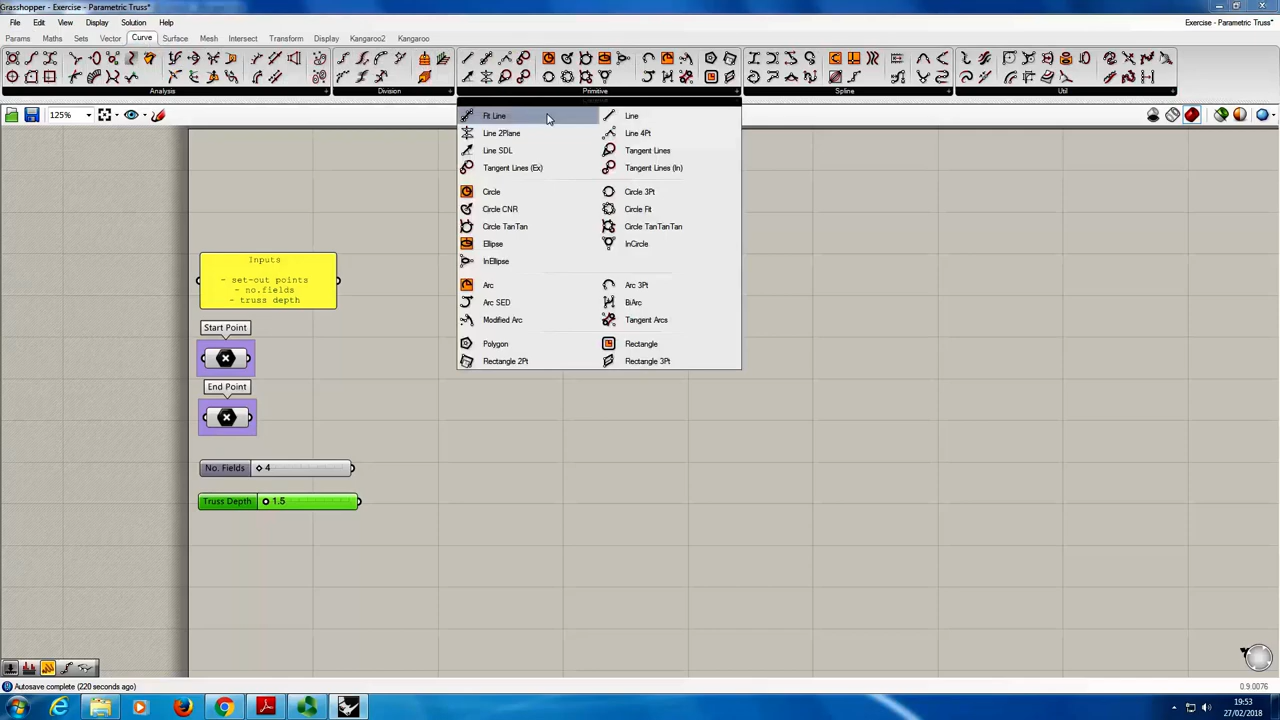 Grasshopper - Exercise - Parametric Truss*
File Edit View Display Solution Help
Exercise - Parametric Truss*
Params Maths Sets Vector Curve Surface Mesh Intersect Transform Display Kangaroo2 Kangaroo
Analysis Division Primitive Spline Util
125%
Fit Line Line
Line 2Plane Line 4Pt
Line SDL Tangent Lines
Tangent Lines (Ex) Tangent Lines (In)
Circle Circle 3Pt
Circle CNR Circle Fit
Circle TanTan Circle TanTanTan
Ellipse InCircle
InEllipse
Arc Arc 3Pt
Arc SED BiArc
Modified Arc Tangent Arcs
Polygon Rectangle
Rectangle 2Pt Rectangle 3Pt
Inputs
- set-out points
- no.fields
- truss depth
Start Point
End Point
No. Fields 4
Truss Depth 1.5
Autosave complete (220 seconds ago)
0.9.0076
19:53
27/02/2018